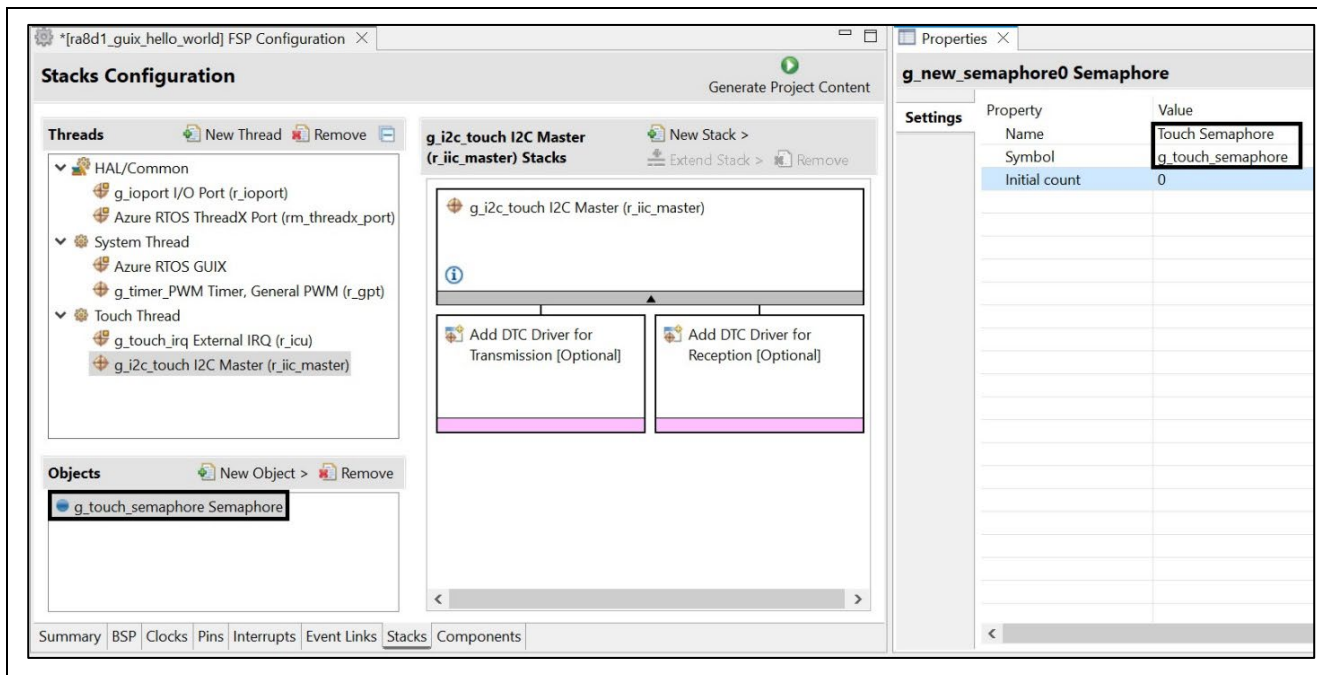 *[ra8d1_guix_hello_world] FSP Configuration
Stacks Configuration
Generate Project Content
Threads
New Thread
Remove
HAL/Common
g_ioport I/O Port (r_ioport)
Azure RTOS ThreadX Port (rm_threadx_port)
System Thread
Azure RTOS GUIX
g_timer_PWM Timer, General PWM (r_gpt)
Touch Thread
g_touch_irq External IRQ (r_icu)
g_i2c_touch I2C Master (r_iic_master)
Objects
New Object >
Remove
g_touch_semaphore Semaphore
g_i2c_touch I2C Master
(r_iic_master) Stacks
New Stack >
Extend Stack >
Remove
g_i2c_touch I2C Master (r_iic_master)
Add DTC Driver for
Transmission [Optional]
Add DTC Driver for
Reception [Optional]
Summary BSP Clocks Pins Interrupts Event Links Stacks Components
Properties
g_new_semaphore0 Semaphore
Settings
Property Value
Name Touch Semaphore
Symbol g_touch_semaphore
Initial count 0